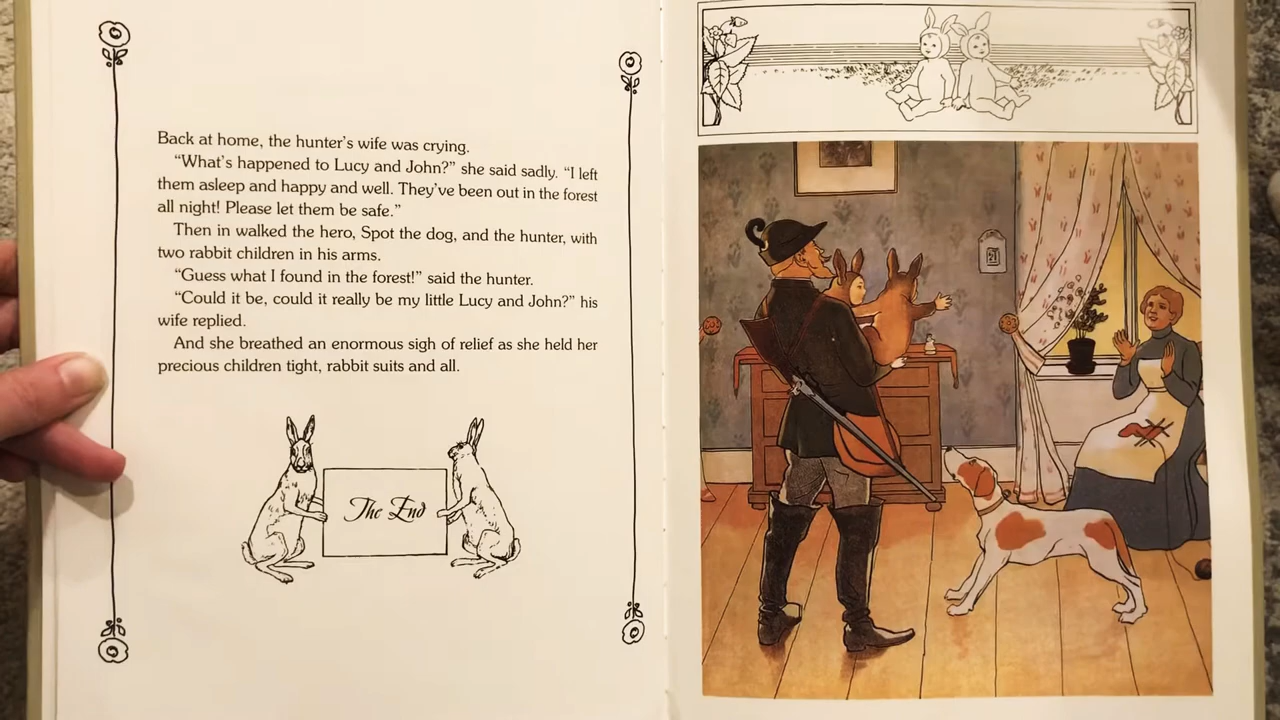 Back at home, the hunter's wife was crying.
“What's happened to Lucy and John?” she said sadly. “I left
them asleep and happy and well. They've been out in the forest
all night! Please let them be safe.”
Then in walked the hero, Spot the dog, and the hunter, with
two rabbit children in his arms.
“Guess what I found in the forest!” said the hunter.
“Could it be, could it really be my little Lucy and John?” his
wife replied.
And she breathed an enormous sigh of relief as she held her
precious children tight, rabbit suits and all.
The End
21